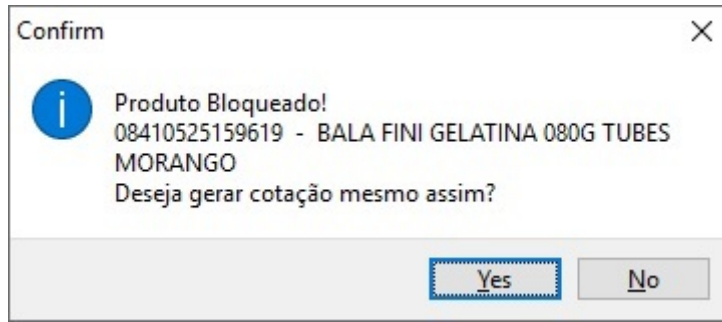 Confirm
Produto Bloqueado!
08410525159619 - BALA FINI GELATINA 080G TUBES
MORANGO
Deseja gerar cotação mesmo assim?
Yes No